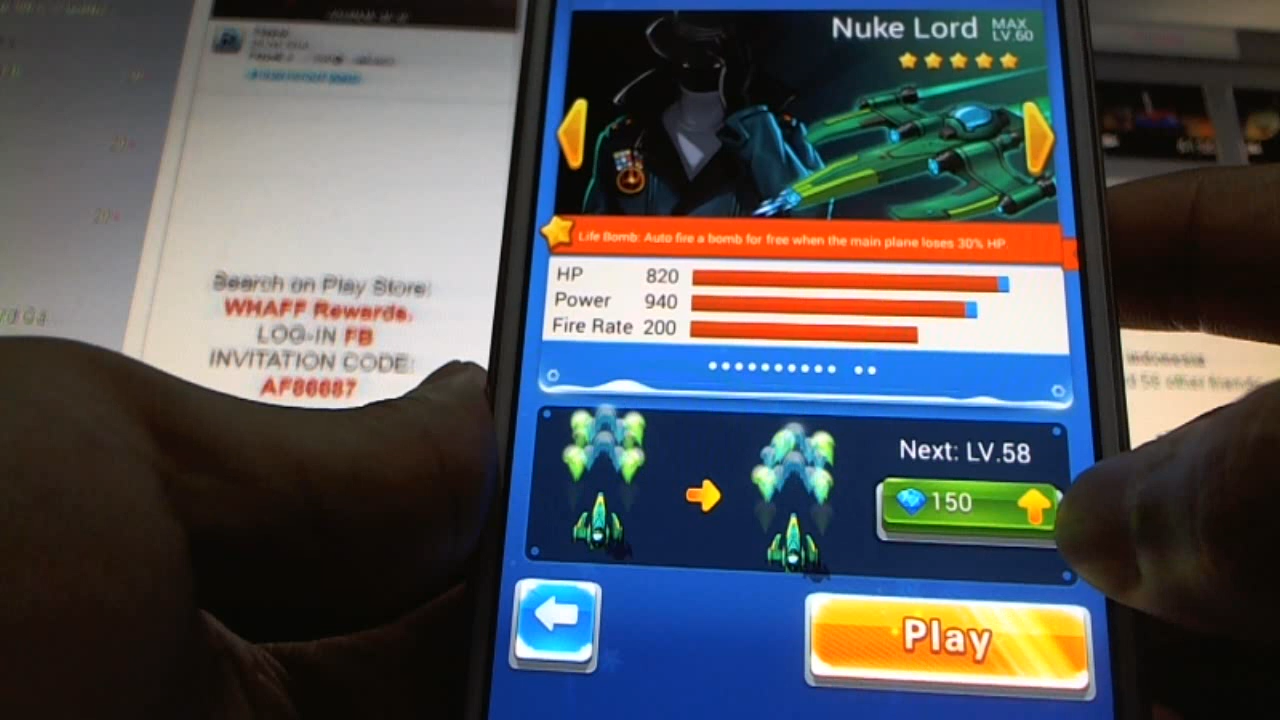 Search on Play Store:
WHAFF Rewards,
LOG-IN FB
INVITATION CODE:
AF86687
Nuke Lord
MAX
LV.60
Life Bomb: Auto fire a bomb for free when the main plane loses 30% HP.
HP 820
Power 940
Fire Rate 200
Next: LV.58
150
Play
indonesia